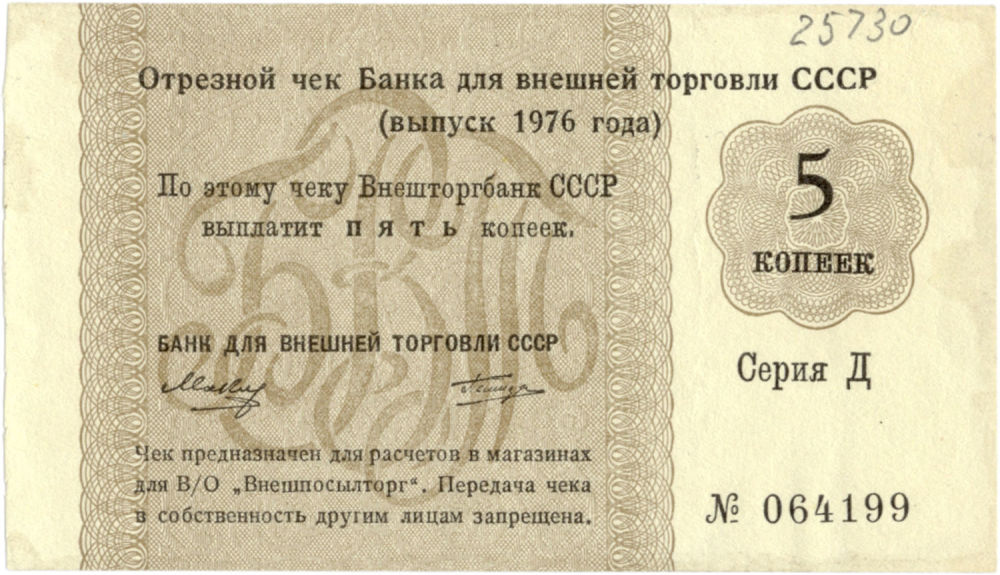 25730
Отрезной чек Банка для внешней торговли СССР
(выпуск 1976 года)
По этому чеку Внешторгбанк СССР
выплатит пять копеек.
5
КОПЕЕК
БАНК ДЛЯ ВНЕШНЕЙ ТОРГОВЛИ СССР
Серия Д
Чек предназначен для расчетов в магазинах
для В/О „Внешпосылторг“. Передача чека
в собственность другим лицам запрещена.
№ 064199